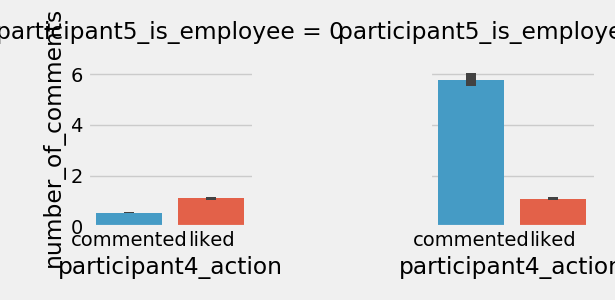 participant5_is_employee = 0
participant5_is_employe
number_of_comments
6
4
2
0
commented liked
commented liked
participant4_action
participant4_action